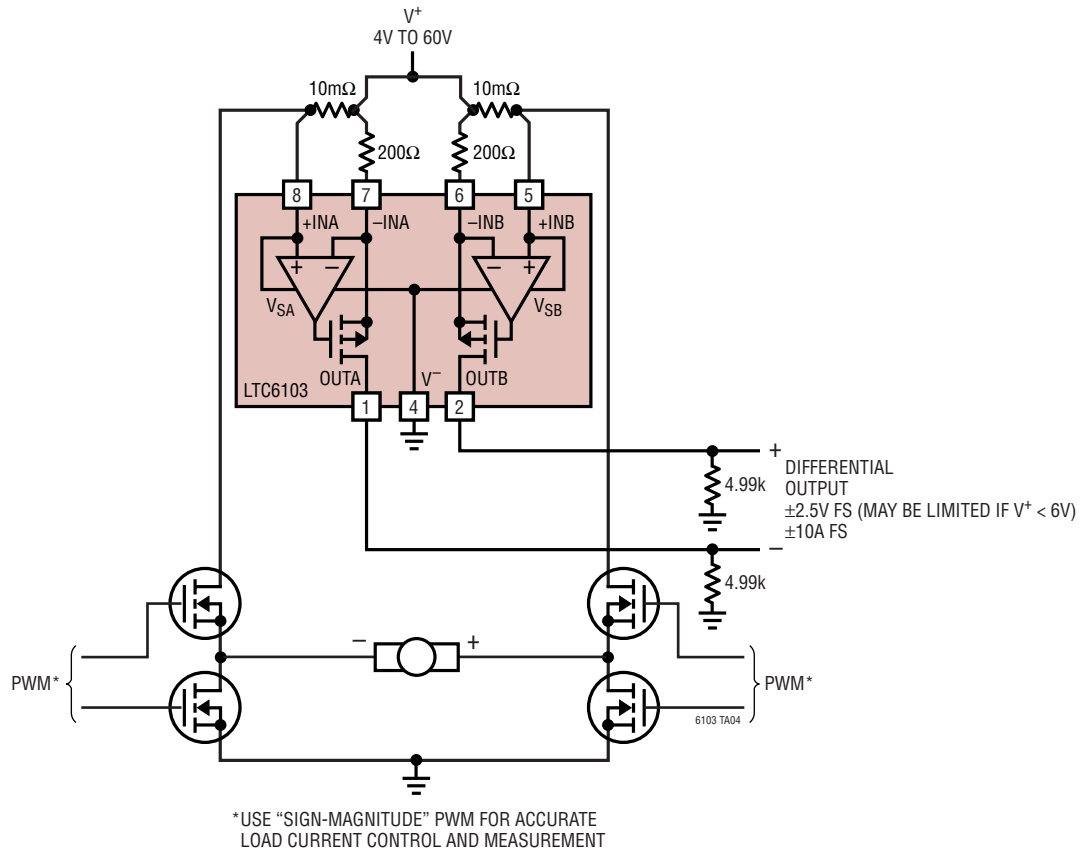 V+
4V TO 60V
10mΩ
10mΩ
200Ω
200Ω
8
7
6
5
+INA
–INA
–INB
+INB
+
–
–
+
VSA
VSB
OUTA
V–
OUTB
LTC6103
1
4
2
+
4.99k
DIFFERENTIAL
OUTPUT
±2.5V FS (MAY BE LIMITED IF V+ < 6V)
±10A FS
–
4.99k
–
+
PWM*
PWM*
6103 TA04
*USE “SIGN-MAGNITUDE” PWM FOR ACCURATE
LOAD CURRENT CONTROL AND MEASUREMENT